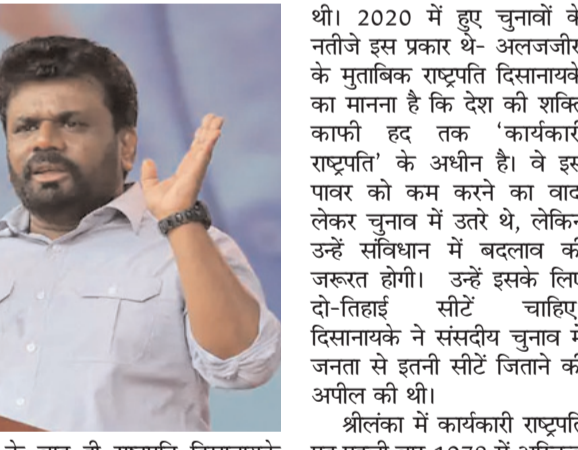 थी। 2020 में हुए चुनावों के
नतीजे इस प्रकार थे- अलजजीर
के मुताबिक राष्ट्रपति दिसानायके
का मानना है कि देश की शक्ति
काफी हद तक ‘कार्यकारी
राष्ट्रपति’ के अधीन है। वे इस
पावर को कम करने का वाद
लेकर चुनाव में उतरे थे, लेकिन
उन्हें संविधान में बदलाव की
जरूरत होगी। उन्हें इसके लिए
दो-तिहाई सीटें चाहिए
दिसानायके ने संसदीय चुनाव में
जनता से इतनी सीटें जिताने की
अपील की थी।
श्रीलंका में कार्यकारी राष्ट्रपति